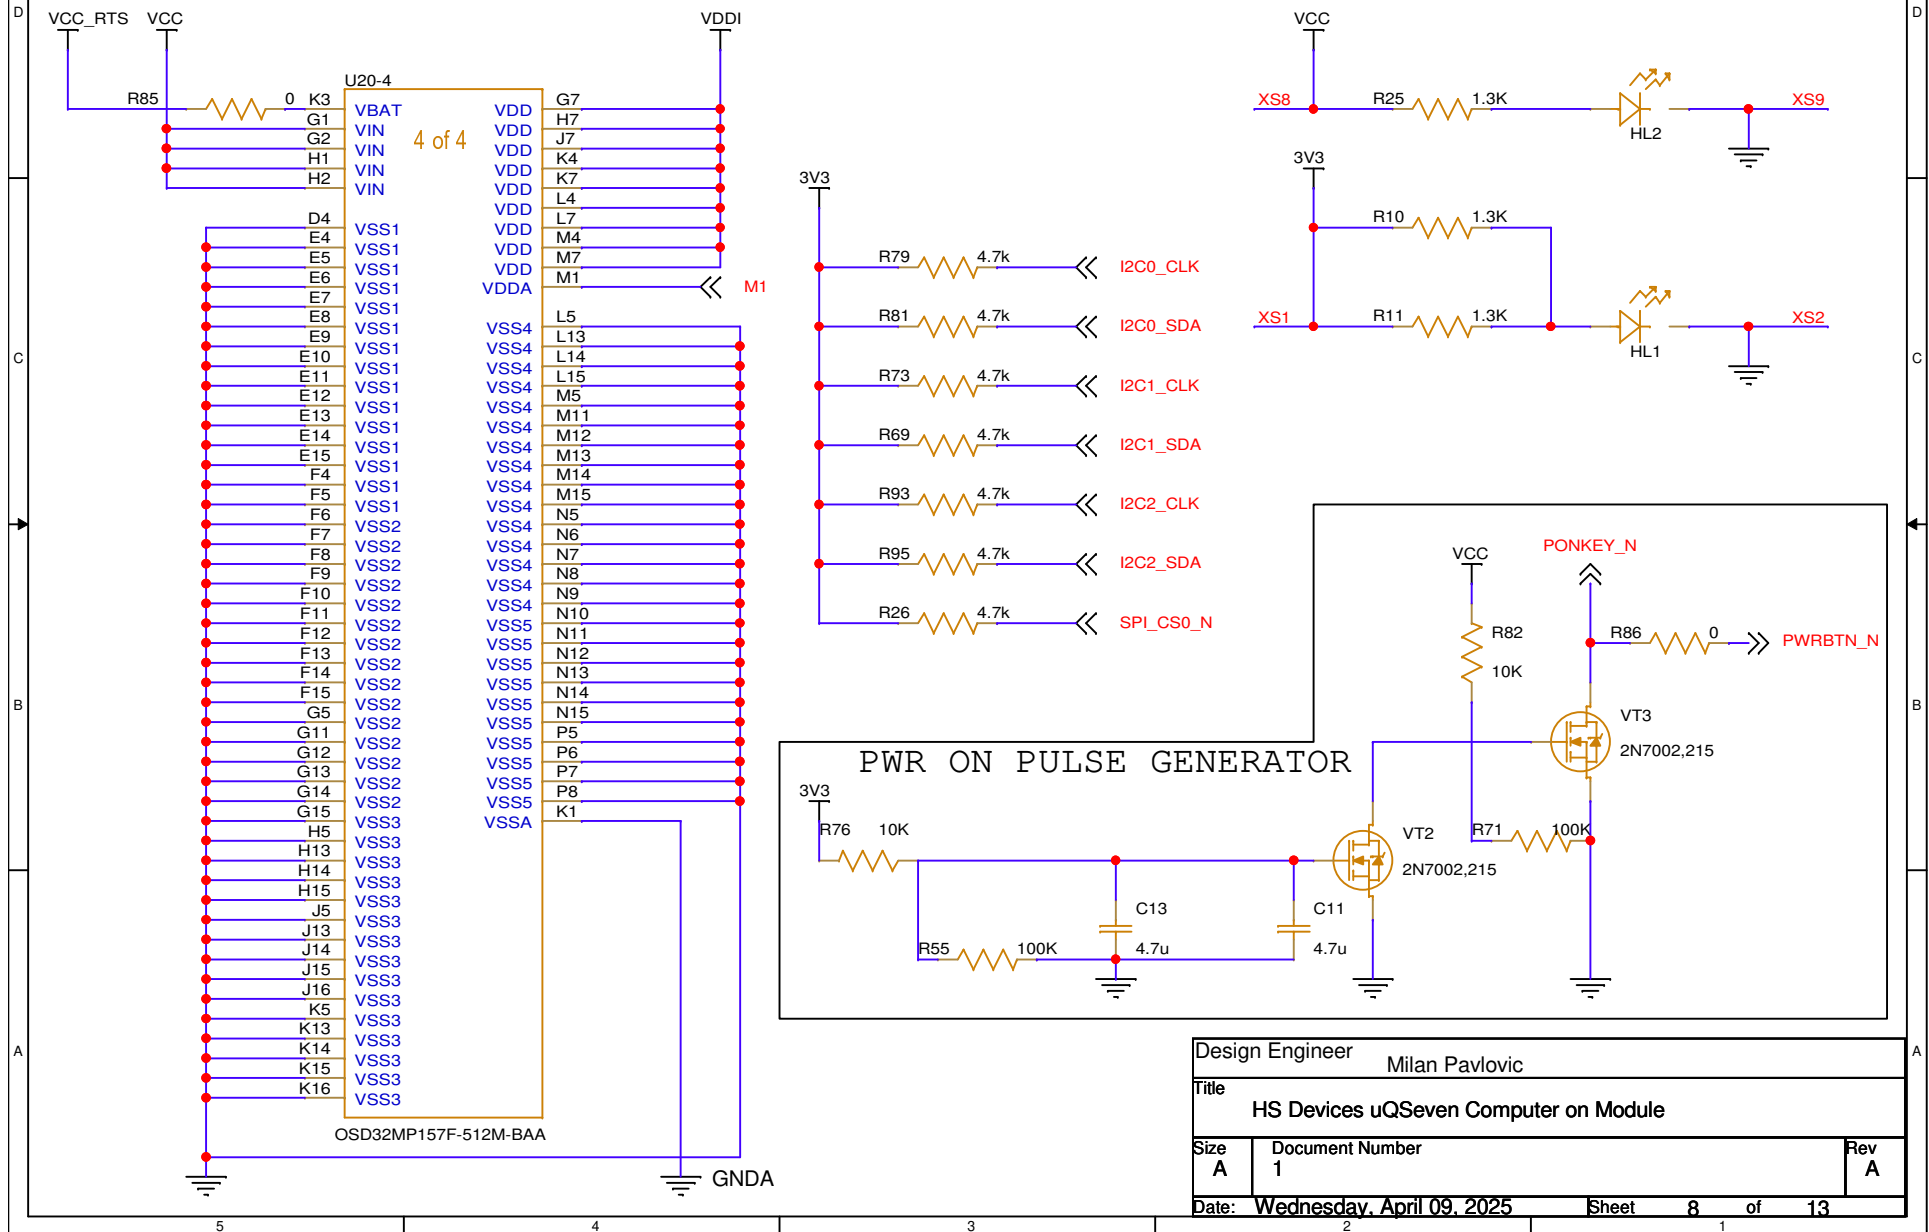 D
D
VCC_RTS VCC VDDI
U20-4
4 of 4
R85 0 K3 VBAT
G1 VIN
G2 VIN
H1 VIN
H2 VIN
D4 VSS1
E4 VSS1
E5 VSS1
E6 VSS1
E7 VSS1
E8 VSS1
E9 VSS1
E10 VSS1
E11 VSS1
E12 VSS1
E13 VSS1
E14 VSS1
E15 VSS1
F4 VSS1
F5 VSS1
F6 VSS2
F7 VSS2
F8 VSS2
F9 VSS2
F10 VSS2
F11 VSS2
F12 VSS2
F13 VSS2
F14 VSS2
F15 VSS2
G5 VSS2
G11 VSS2
G12 VSS2
G13 VSS2
G14 VSS2
G15 VSS3
H5 VSS3
H13 VSS3
H14 VSS3
H15 VSS3
J5 VSS3
J13 VSS3
J14 VSS3
J15 VSS3
J16 VSS3
K5 VSS3
K13 VSS3
K14 VSS3
K15 VSS3
K16 VSS3
VDD G7
VDD H7
VDD J7
VDD K4
VDD K7
VDD L4
VDD L7
VDD M4
VDD M7
VDDA M1 M1
VSS4 L5
VSS4 L13
VSS4 L14
VSS4 L15
VSS4 M5
VSS4 M11
VSS4 M12
VSS4 M13
VSS4 M14
VSS4 M15
VSS4 N5
VSS4 N6
VSS4 N7
VSS4 N8
VSS4 N9
VSS5 N10
VSS5 N11
VSS5 N12
VSS5 N13
VSS5 N14
VSS5 N15
VSS5 P5
VSS5 P6
VSS5 P7
VSS5 P8
VSSA K1
OSD32MP157F-512M-BAA
GNDA
3V3
R79 4.7k I2C0_CLK
R81 4.7k I2C0_SDA
R73 4.7k I2C1_CLK
R69 4.7k I2C1_SDA
R93 4.7k I2C2_CLK
R95 4.7k I2C2_SDA
R26 4.7k SPI_CS0_N
VCC
XS8 R25 1.3K HL2 XS9
3V3
R10 1.3K
XS1 R11 1.3K HL1 XS2
PWR ON PULSE GENERATOR
VCC PONKEY_N
R82
10K
R86 0 PWRBTN_N
VT3
2N7002,215
3V3
R76 10K
VT2
2N7002,215
R71 100K
C13
4.7u
C11
4.7u
R55 100K
C
C
B
B
A
A
Design Engineer Milan Pavlovic
Title
HS Devices uQSeven Computer on Module
Size
A
Document Number
1
Rev
A
Date: Wednesday, April 09, 2025 Sheet 8 of 13
5 4 3 2 1